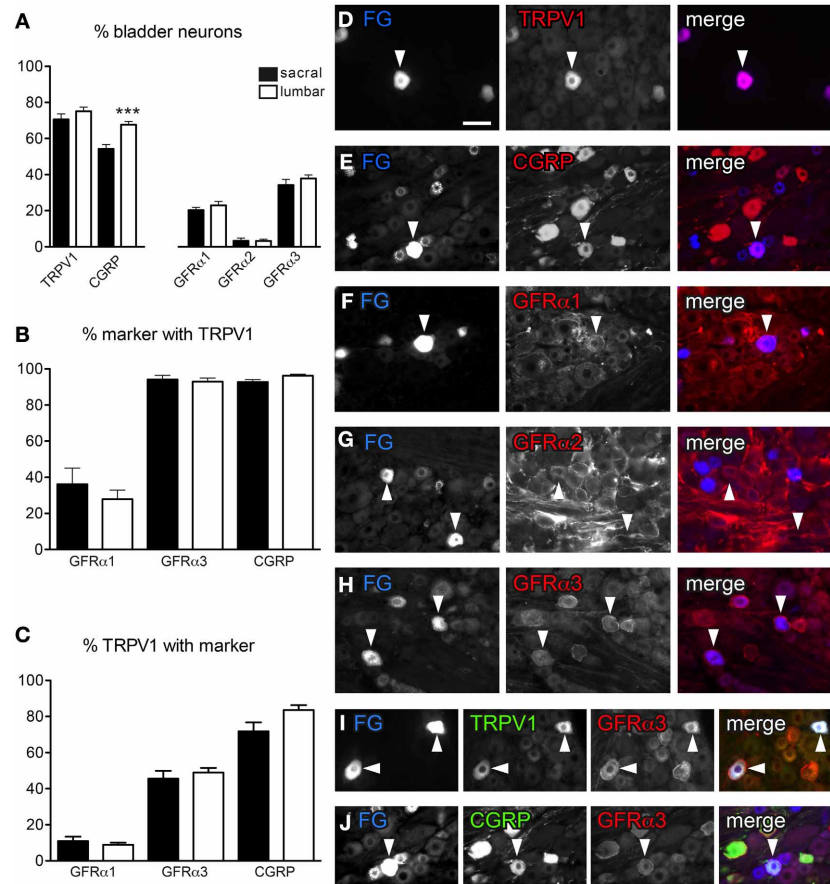 A
% bladder neurons
sacral
lumbar
***
80
60
40
20
0
TRPV1
CGRP
GFRα1
GFRα2
GFRα3
B
% marker with TRPV1
100
80
60
40
20
0
GFRα1
GFRα3
CGRP
C
% TRPV1 with marker
100
80
60
40
20
0
GFRα1
GFRα3
CGRP
D FG TRPV1 merge
E FG CGRP merge
F FG GFRα1 merge
G FG GFRα2 merge
H FG GFRα3 merge
I FG TRPV1 GFRα3 merge
J FG CGRP GFRα3 merge